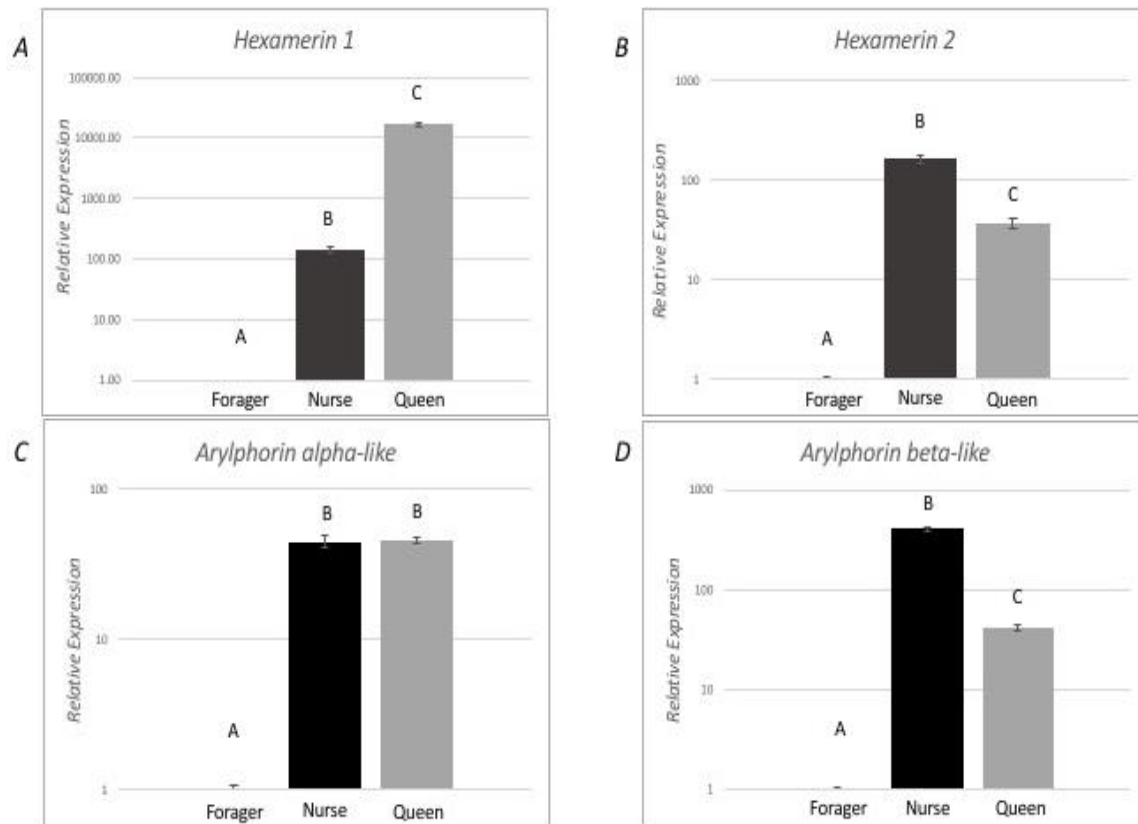 A
Hexamerin 1
Relative Expression
100000.00
10000.00
1000.00
100.00
10.00
1.00
A
B
C
Forager Nurse Queen
B
Hexamerin 2
Relative Expression
1000
100
10
1
A
B
C
Forager Nurse Queen
C
Arylphorin alpha-like
Relative Expression
100
10
1
A
B
B
Forager Nurse Queen
D
Arylphorin beta-like
Relative Expression
1000
100
10
1
A
B
C
Forager Nurse Queen